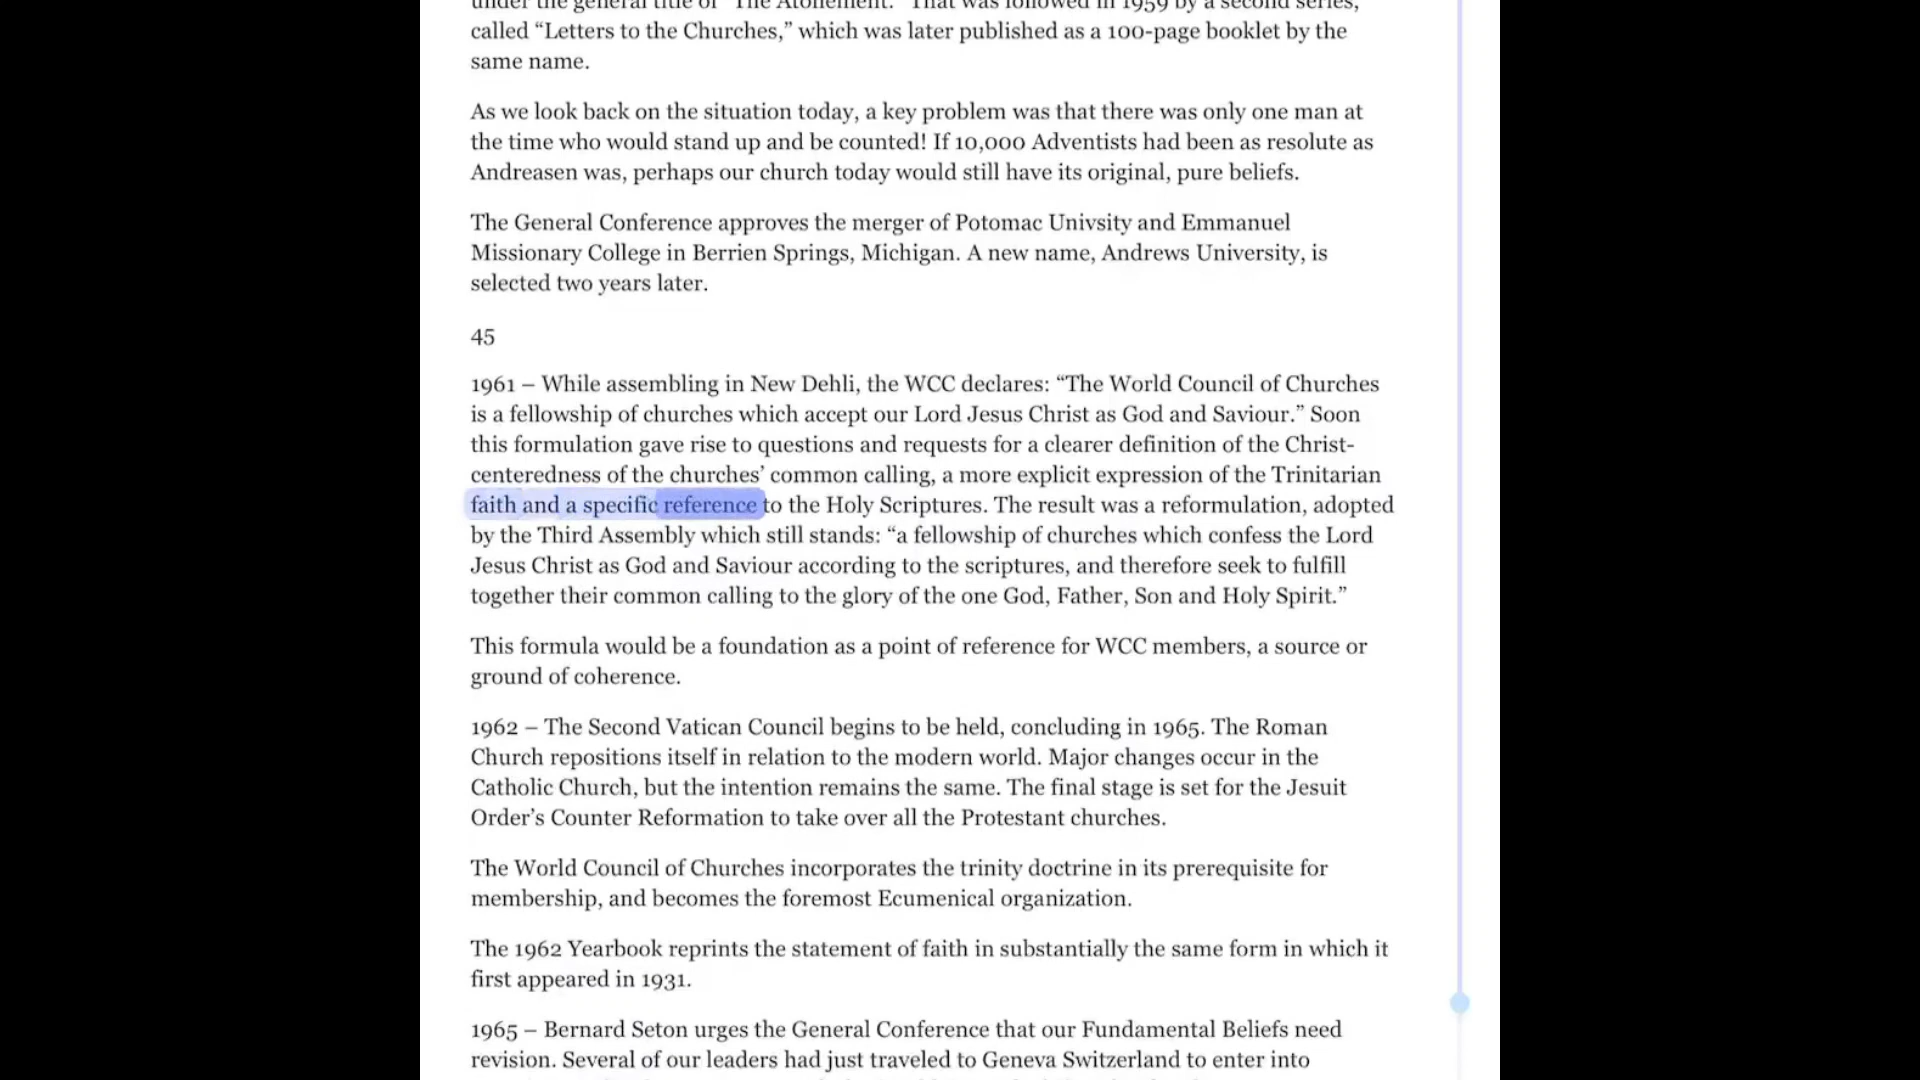 under the general title of "The Atonement." That was followed in 1959 by a second series,
called “Letters to the Churches,” which was later published as a 100-page booklet by the
same name.
As we look back on the situation today, a key problem was that there was only one man at
the time who would stand up and be counted! If 10,000 Adventists had been as resolute as
Andreasen was, perhaps our church today would still have its original, pure beliefs.
The General Conference approves the merger of Potomac Univsity and Emmanuel
Missionary College in Berrien Springs, Michigan. A new name, Andrews University, is
selected two years later.
45
1961 – While assembling in New Dehli, the WCC declares: “The World Council of Churches
is a fellowship of churches which accept our Lord Jesus Christ as God and Saviour.” Soon
this formulation gave rise to questions and requests for a clearer definition of the Christ-
centeredness of the churches’ common calling, a more explicit expression of the Trinitarian
faith and a specific reference to the Holy Scriptures. The result was a reformulation, adopted
by the Third Assembly which still stands: “a fellowship of churches which confess the Lord
Jesus Christ as God and Saviour according to the scriptures, and therefore seek to fulfill
together their common calling to the glory of the one God, Father, Son and Holy Spirit.”
This formula would be a foundation as a point of reference for WCC members, a source or
ground of coherence.
1962 – The Second Vatican Council begins to be held, concluding in 1965. The Roman
Church repositions itself in relation to the modern world. Major changes occur in the
Catholic Church, but the intention remains the same. The final stage is set for the Jesuit
Order’s Counter Reformation to take over all the Protestant churches.
The World Council of Churches incorporates the trinity doctrine in its prerequisite for
membership, and becomes the foremost Ecumenical organization.
The 1962 Yearbook reprints the statement of faith in substantially the same form in which it
first appeared in 1931.
1965 – Bernard Seton urges the General Conference that our Fundamental Beliefs need
revision. Several of our leaders had just traveled to Geneva Switzerland to enter into